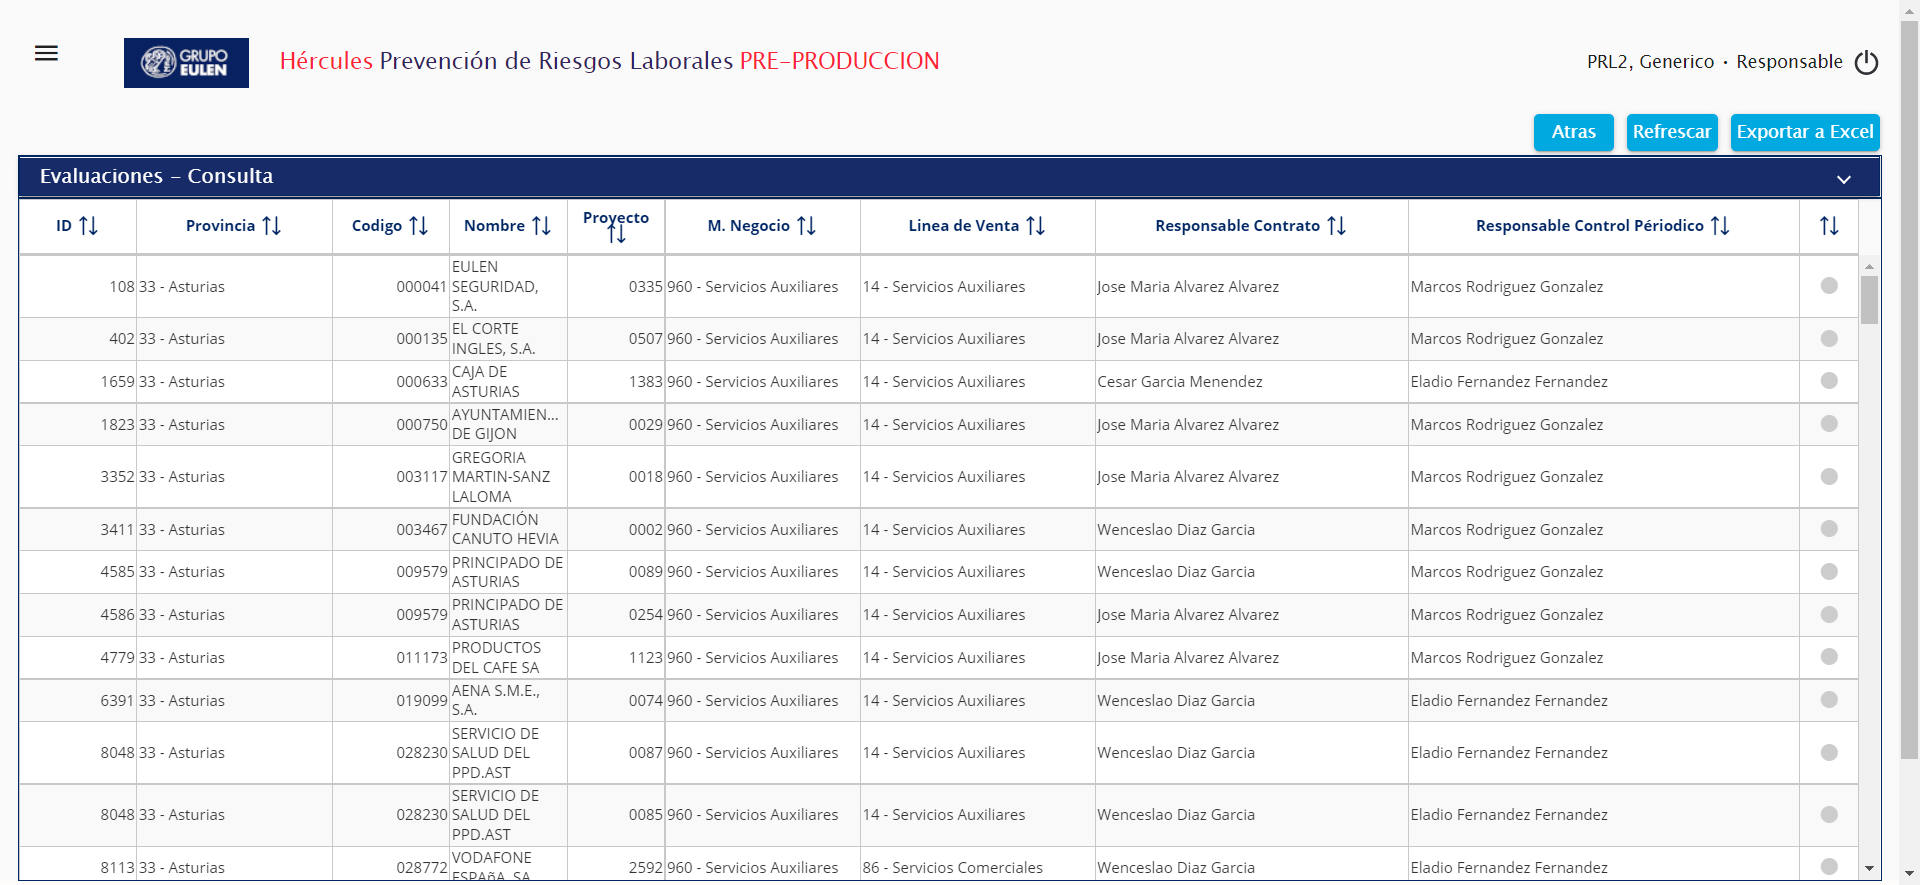 GRUPO
EULEN
Hércules Prevención de Riesgos Laborales PRE-PRODUCCION
PRL2, Generico · Responsable
Atras Refrescar Exportar a Excel
Evaluaciones - Consulta
ID Provincia Codigo Nombre Proyecto M. Negocio Linea de Venta Responsable Contrato Responsable Control Périodico
108 33 - Asturias 000041 EULEN SEGURIDAD, S.A. 0335 960 - Servicios Auxiliares 14 - Servicios Auxiliares Jose Maria Alvarez Alvarez Marcos Rodriguez Gonzalez
402 33 - Asturias 000135 EL CORTE INGLES, S.A. 0507 960 - Servicios Auxiliares 14 - Servicios Auxiliares Jose Maria Alvarez Alvarez Marcos Rodriguez Gonzalez
1659 33 - Asturias 000633 CAJA DE ASTURIAS 1383 960 - Servicios Auxiliares 14 - Servicios Auxiliares Cesar Garcia Menendez Eladio Fernandez Fernandez
1823 33 - Asturias 000750 AYUNTAMIEN... DE GIJON 0029 960 - Servicios Auxiliares 14 - Servicios Auxiliares Jose Maria Alvarez Alvarez Marcos Rodriguez Gonzalez
3352 33 - Asturias 003117 GREGORIA MARTIN-SANZ LALOMA 0018 960 - Servicios Auxiliares 14 - Servicios Auxiliares Jose Maria Alvarez Alvarez Marcos Rodriguez Gonzalez
3411 33 - Asturias 003467 FUNDACIÓN CANUTO HEVIA 0002 960 - Servicios Auxiliares 14 - Servicios Auxiliares Wenceslao Diaz Garcia Marcos Rodriguez Gonzalez
4585 33 - Asturias 009579 PRINCIPADO DE ASTURIAS 0089 960 - Servicios Auxiliares 14 - Servicios Auxiliares Wenceslao Diaz Garcia Marcos Rodriguez Gonzalez
4586 33 - Asturias 009579 PRINCIPADO DE ASTURIAS 0254 960 - Servicios Auxiliares 14 - Servicios Auxiliares Jose Maria Alvarez Alvarez Marcos Rodriguez Gonzalez
4779 33 - Asturias 011173 PRODUCTOS DEL CAFE SA 1123 960 - Servicios Auxiliares 14 - Servicios Auxiliares Jose Maria Alvarez Alvarez Marcos Rodriguez Gonzalez
6391 33 - Asturias 019099 AENA S.M.E., S.A. 0074 960 - Servicios Auxiliares 14 - Servicios Auxiliares Wenceslao Diaz Garcia Eladio Fernandez Fernandez
8048 33 - Asturias 028230 SERVICIO DE SALUD DEL PPD.AST 0087 960 - Servicios Auxiliares 14 - Servicios Auxiliares Wenceslao Diaz Garcia Eladio Fernandez Fernandez
8048 33 - Asturias 028230 SERVICIO DE SALUD DEL PPD.AST 0085 960 - Servicios Auxiliares 14 - Servicios Auxiliares Wenceslao Diaz Garcia Eladio Fernandez Fernandez
8113 33 - Asturias 028772 VODAFONE ESPAñA, SA 2592 960 - Servicios Auxiliares 86 - Servicios Comerciales Wenceslao Diaz Garcia Eladio Fernandez Fernandez